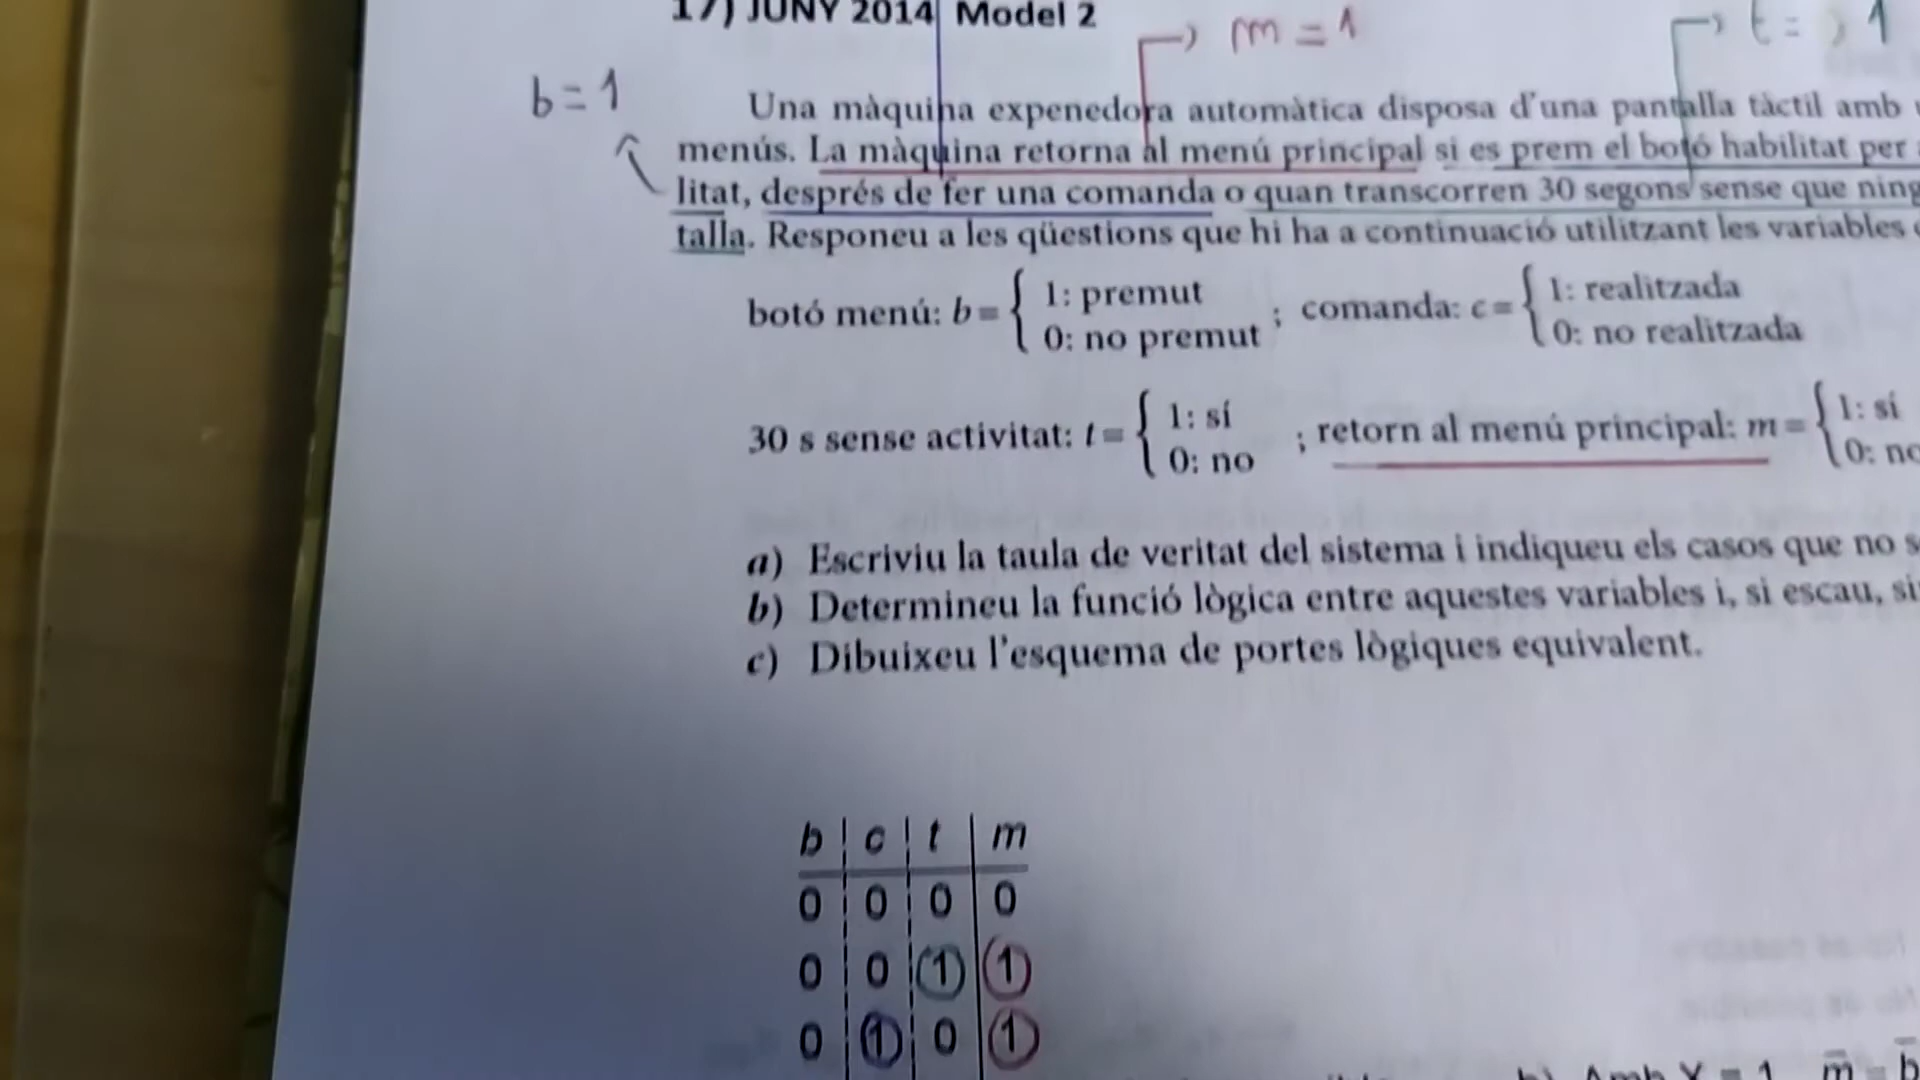 17) JUNY 2014 Model 2
m = 1
t = 1
b = 1
Una màquina expenedora automàtica disposa d'una pantalla tàctil amb
menús. La màquina retorna al menú principal si es prem el botó habilitat per
litat, després de fer una comanda o quan transcorren 30 segons sense que ning
talla. Responeu a les qüestions que hi ha a continuació utilitzant les variables
botó menú: b = { 1: premut 0: no premut ; comanda: c = { 1: realitzada 0: no realitzada
30 s sense activitat: t = { 1: sí 0: no ; retorn al menú principal: m = { 1: sí 0: no
a) Escriviu la taula de veritat del sistema i indiqueu els casos que no s
b) Determineu la funció lògica entre aquestes variables i, si escau, si
c) Dibuixeu l'esquema de portes lògiques equivalent.
b c t m
0 0 0 0
0 0 1 1
0 1 0 1